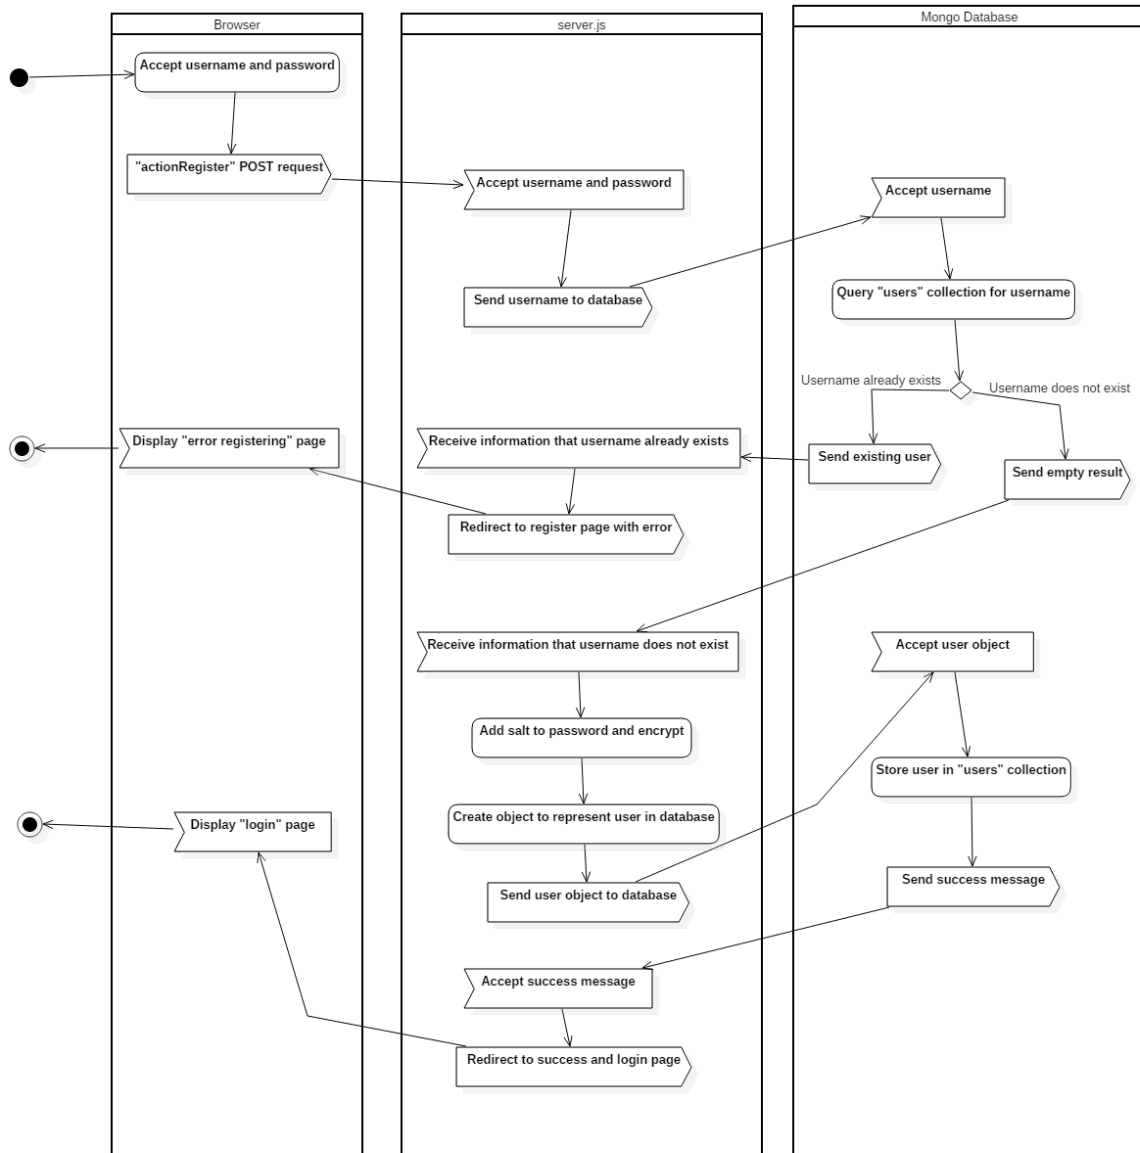 Browser
server.js
Mongo Database
Accept username and password
"actionRegister" POST request
Accept username and password
Accept username
Send username to database
Query "users" collection for username
Username already exists
Username does not exist
Display "error registering" page
Receive information that username already exists
Send existing user
Send empty result
Redirect to register page with error
Receive information that username does not exist
Accept user object
Add salt to password and encrypt
Store user in "users" collection
Create object to represent user in database
Display "login" page
Send user object to database
Send success message
Accept success message
Redirect to success and login page